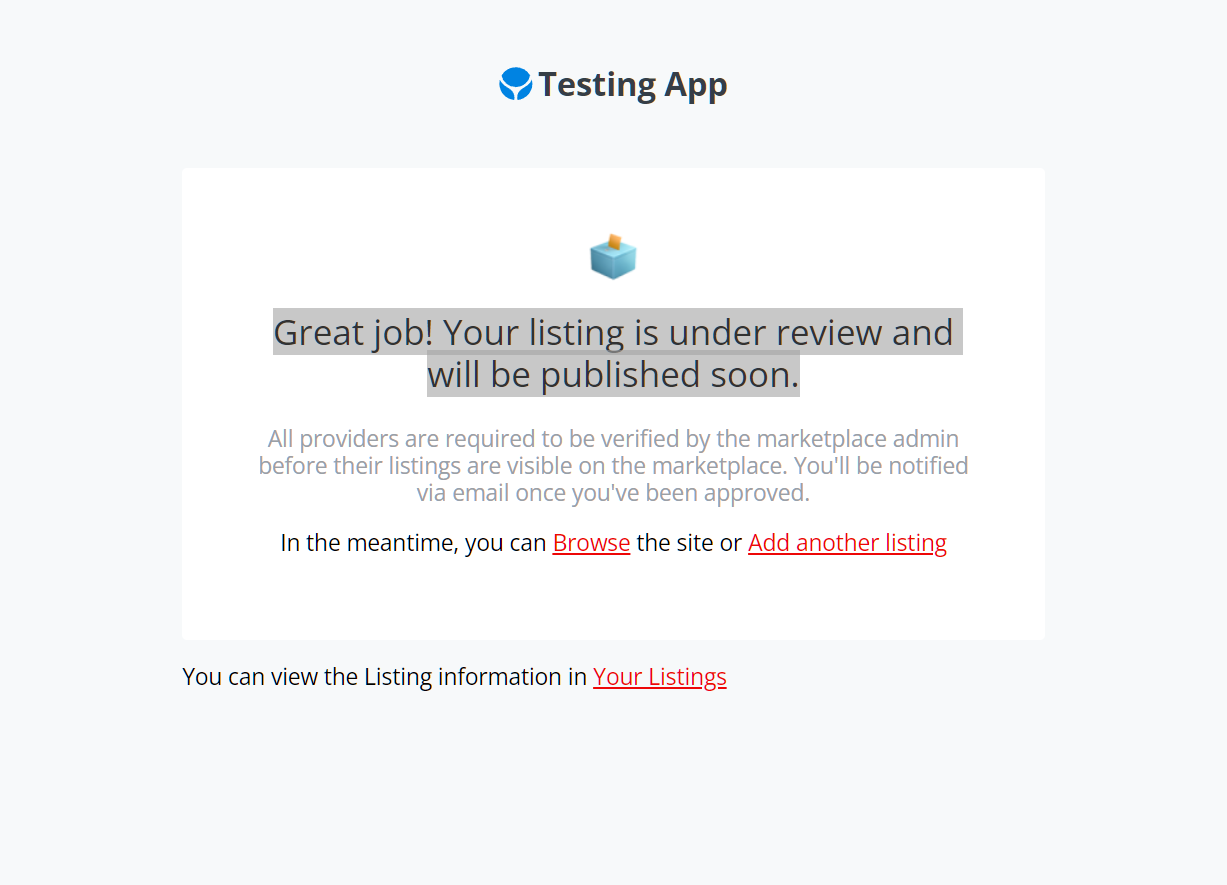 Testing App
Great job! Your listing is under review and
will be published soon.
All providers are required to be verified by the marketplace admin
before their listings are visible on the marketplace. You'll be notified
via email once you've been approved.
In the meantime, you can Browse the site or Add another listing
You can view the Listing information in Your Listings